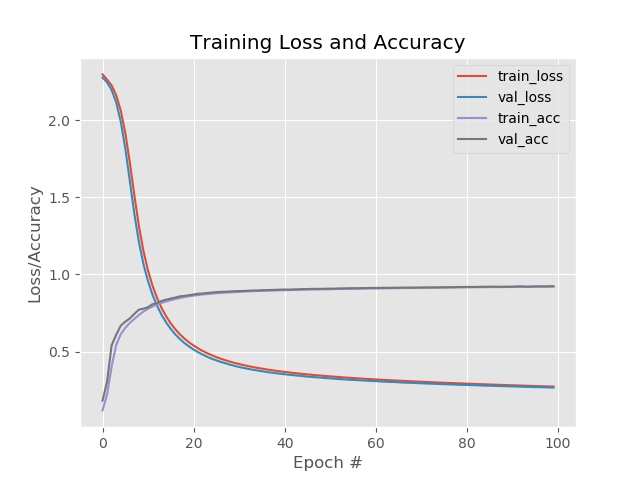 Training Loss and Accuracy
train_loss
val_loss
train_acc
val_acc
2.0
1.5
1.0
0.5
Loss/Accuracy
0 20 40 60 80 100
Epoch #